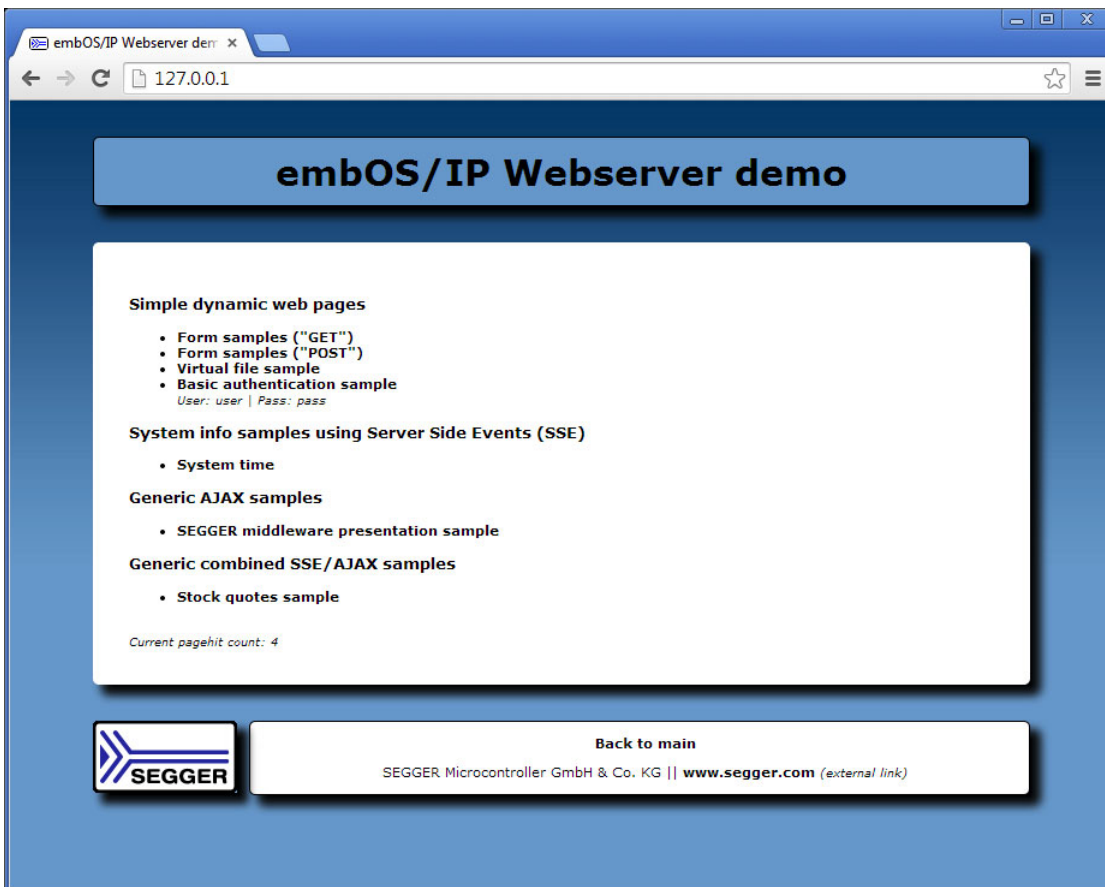 embOS/IP Webserver dem
127.0.0.1
embOS/IP Webserver demo
Simple dynamic web pages
• Form samples ("GET")
• Form samples ("POST")
• Virtual file sample
• Basic authentication sample
User: user | Pass: pass
System info samples using Server Side Events (SSE)
• System time
Generic AJAX samples
• SEGGER middleware presentation sample
Generic combined SSE/AJAX samples
• Stock quotes sample
Current pagehit count: 4
SEGGER
Back to main
SEGGER Microcontroller GmbH & Co. KG || www.segger.com (external link)